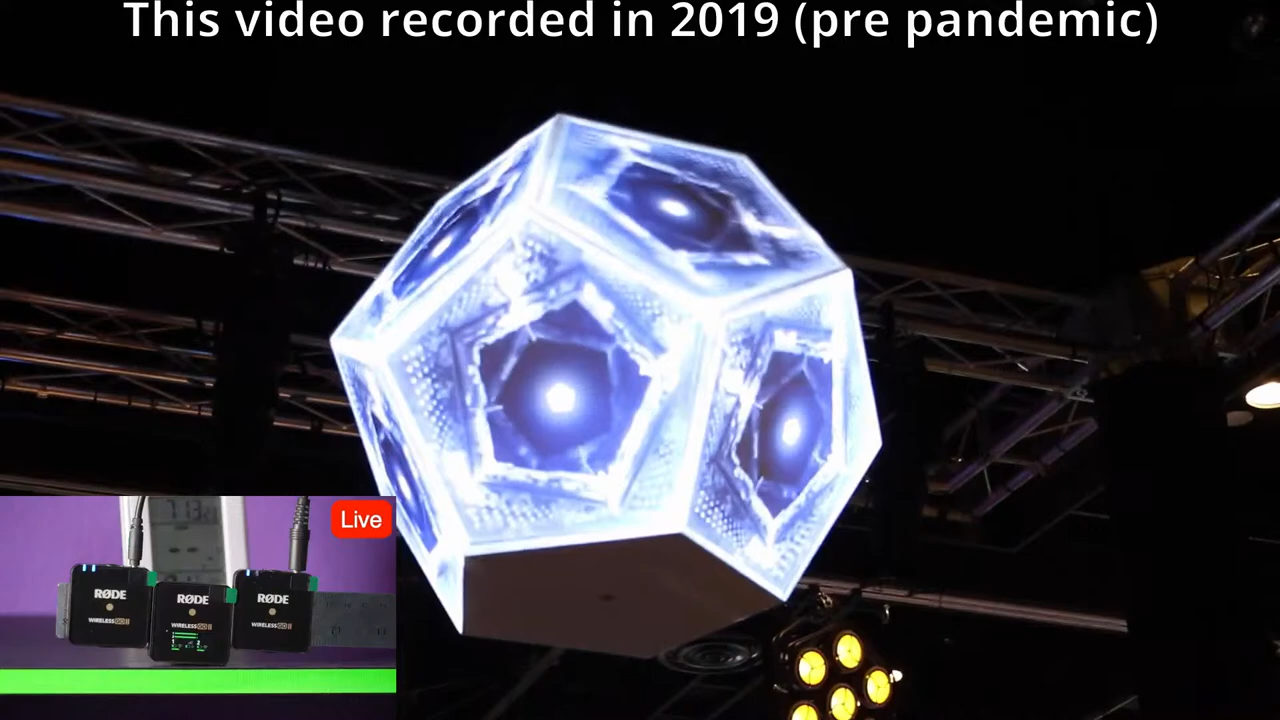 This video recorded in 2019 (pre pandemic)
Live
RØDE
WIRELESS GO II
RØDE
WIRELESS GO II
RØDE
WIRELESS GO II